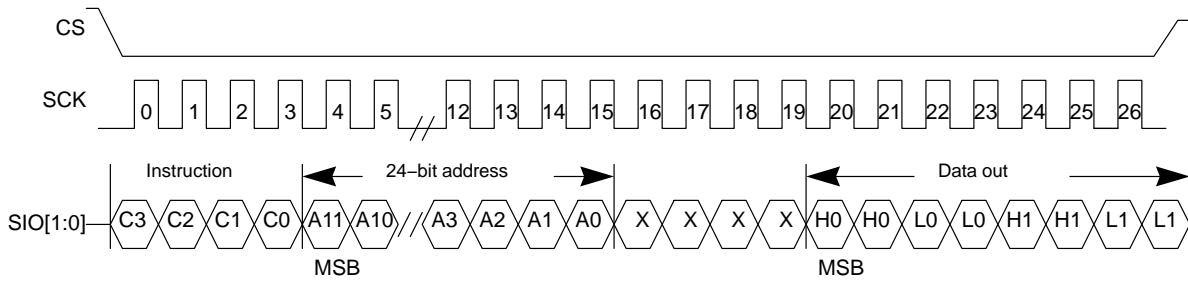 CS
SCK
0 1 2 3 4 5 12 13 14 15 16 17 18 19 20 21 22 23 24 25 26
Instruction 24−bit address Data out
SIO[1:0] C3 C2 C1 C0 A11 A10 A3 A2 A1 A0 X X X X H0 H0 L0 L0 H1 H1 L1 L1
MSB MSB